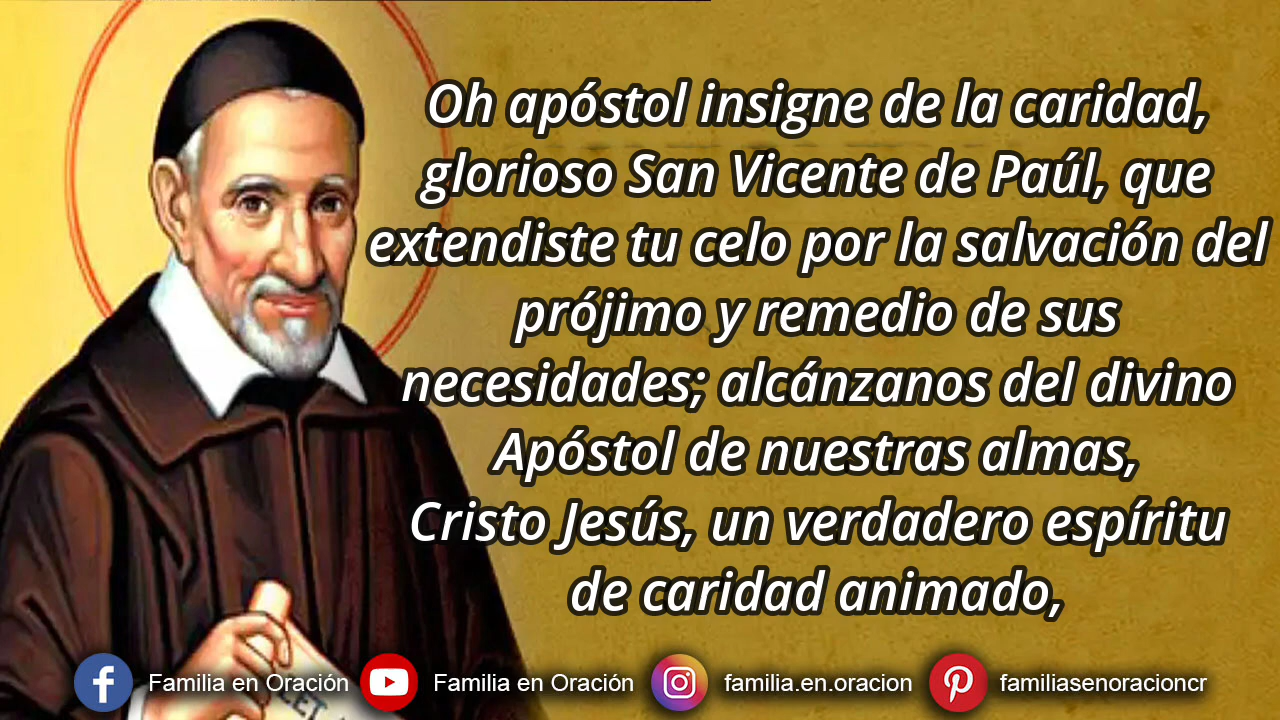 Oh apóstol insigne de la caridad,
glorioso San Vicente de Paúl, que
extendiste tu celo por la salvación del
prójimo y remedio de sus
necesidades; alcánzanos del divino
Apóstol de nuestras almas,
Cristo Jesús, un verdadero espíritu
de caridad animado,
Familia en Oración Familia en Oración familia.en.oracion familiasenoracioncr